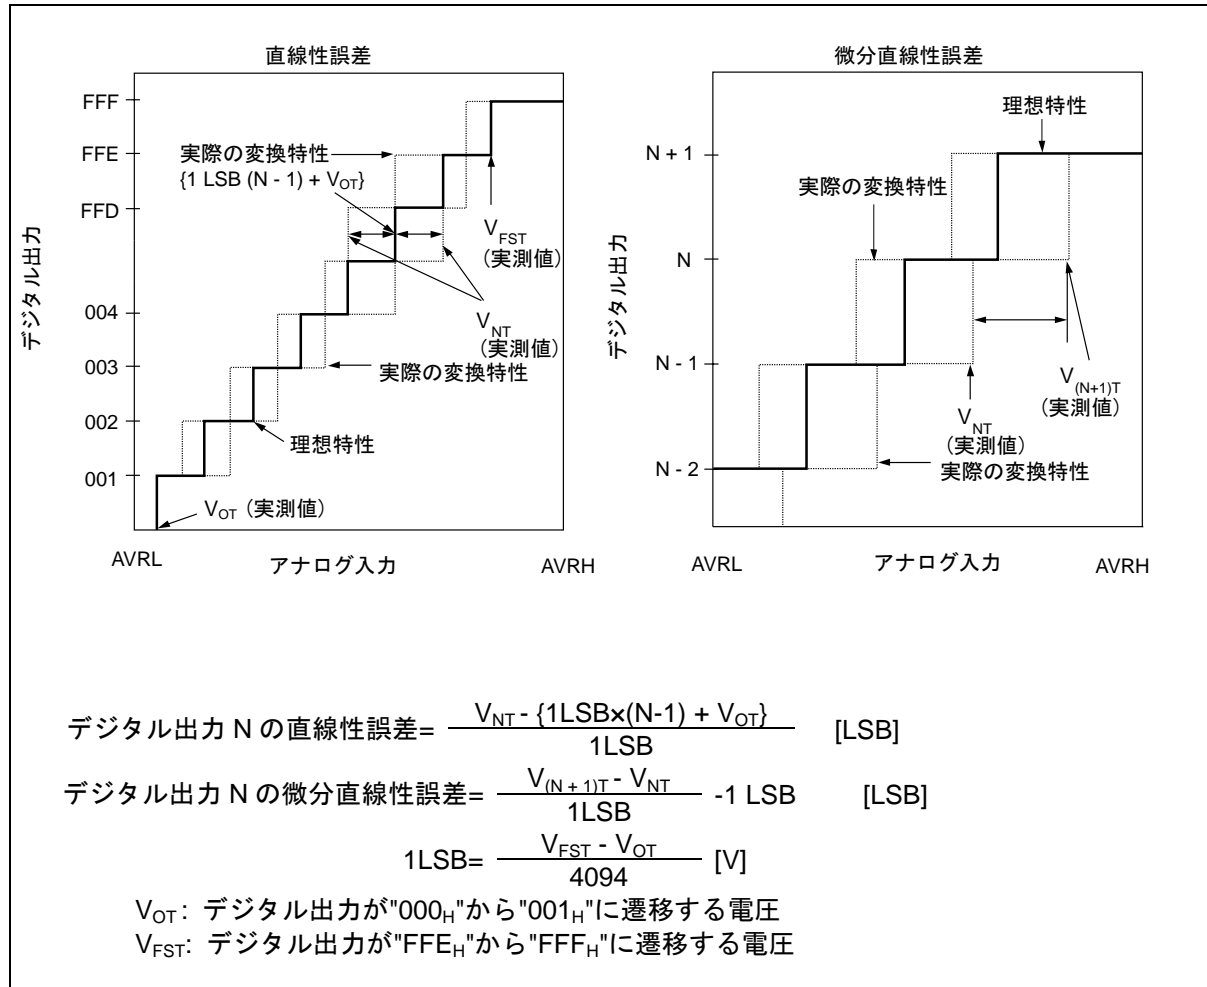 直線性誤差
FFF
FFE
FFD
004
003
002
001
デジタル出力
実際の変換特性
{1 LSB (N - 1) + VOT}
VFST
(実測値)
VNT
(実測値)
実際の変換特性
理想特性
VOT (実測値)
AVRL
アナログ入力
AVRH
微分直線性誤差
N + 1
N
N - 1
N - 2
デジタル出力
理想特性
実際の変換特性
V(N+1)T
(実測値)
VNT
(実測値)
実際の変換特性
AVRL
アナログ入力
AVRH
デジタル出力 N の直線性誤差= VNT - {1LSB×(N-1) + VOT} / 1LSB [LSB]
デジタル出力 N の微分直線性誤差= V(N + 1)T - VNT / 1LSB -1 LSB [LSB]
1LSB= VFST - VOT / 4094 [V]
VOT: デジタル出力が"000H"から"001H"に遷移する電圧
VFST: デジタル出力が"FFEH"から"FFFH"に遷移する電圧